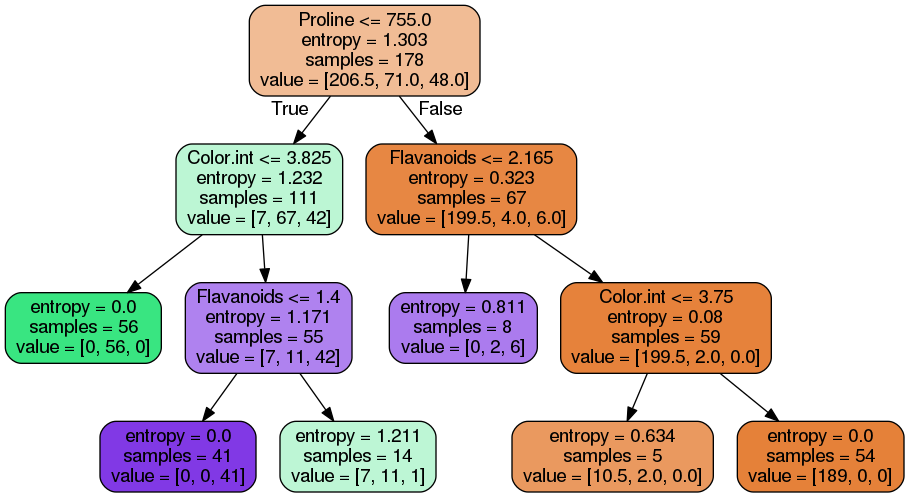 Proline <= 755.0
entropy = 1.303
samples = 178
value = [206.5, 71.0, 48.0]
True
False
Color.int <= 3.825
entropy = 1.232
samples = 111
value = [7, 67, 42]
Flavanoids <= 2.165
entropy = 0.323
samples = 67
value = [199.5, 4.0, 6.0]
entropy = 0.0
samples = 56
value = [0, 56, 0]
Flavanoids <= 1.4
entropy = 1.171
samples = 55
value = [7, 11, 42]
entropy = 0.811
samples = 8
value = [0, 2, 6]
Color.int <= 3.75
entropy = 0.08
samples = 59
value = [199.5, 2.0, 0.0]
entropy = 0.0
samples = 41
value = [0, 0, 41]
entropy = 1.211
samples = 14
value = [7, 11, 1]
entropy = 0.634
samples = 5
value = [10.5, 2.0, 0.0]
entropy = 0.0
samples = 54
value = [189, 0, 0]